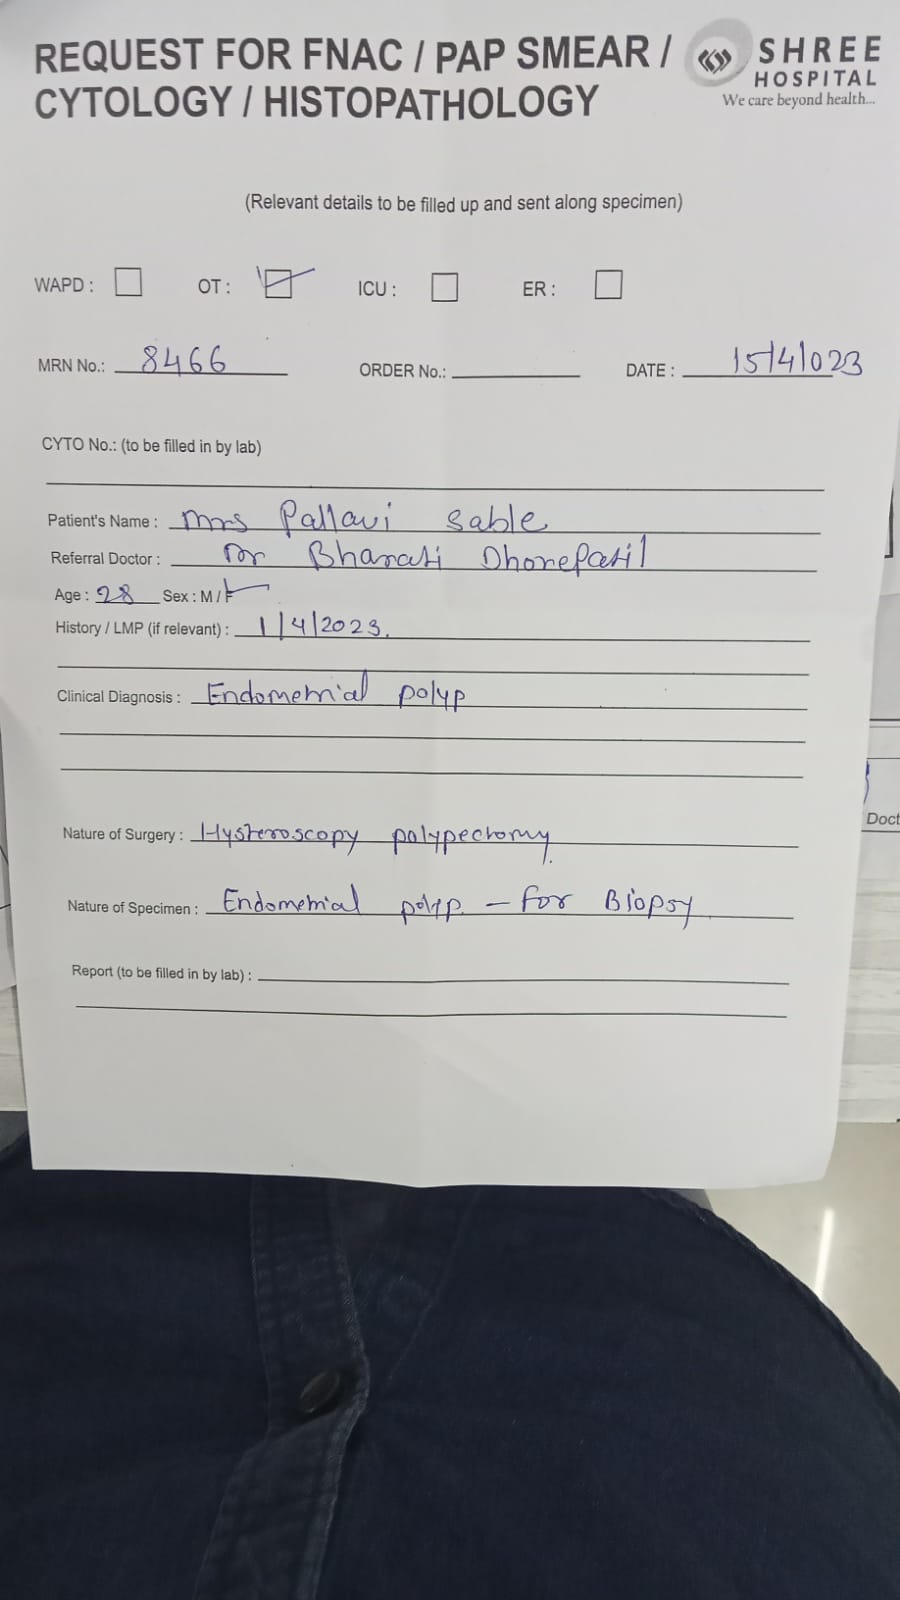 REQUEST FOR FNAC / PAP SMEAR /
CYTOLOGY / HISTOPATHOLOGY
SHREE
HOSPITAL
We care beyond health...
(Relevant details to be filled up and sent along specimen)
WAPD : OT : ICU : ER :
MRN No.: 8466 ORDER No.: DATE : 15/4/023
CYTO No.: (to be filled in by lab)
Patient's Name : Mrs Pallavi Sable
Referral Doctor : Dr Bharati Dhorepatil
Age : 28 Sex : M / F
History / LMP (if relevant) : 1/4/2023.
Clinical Diagnosis : Endometrial polyp
Nature of Surgery : Hysteroscopy polypectomy.
Nature of Specimen : Endometrial polyp. - For Biopsy
Report (to be filled in by lab) :
Doct